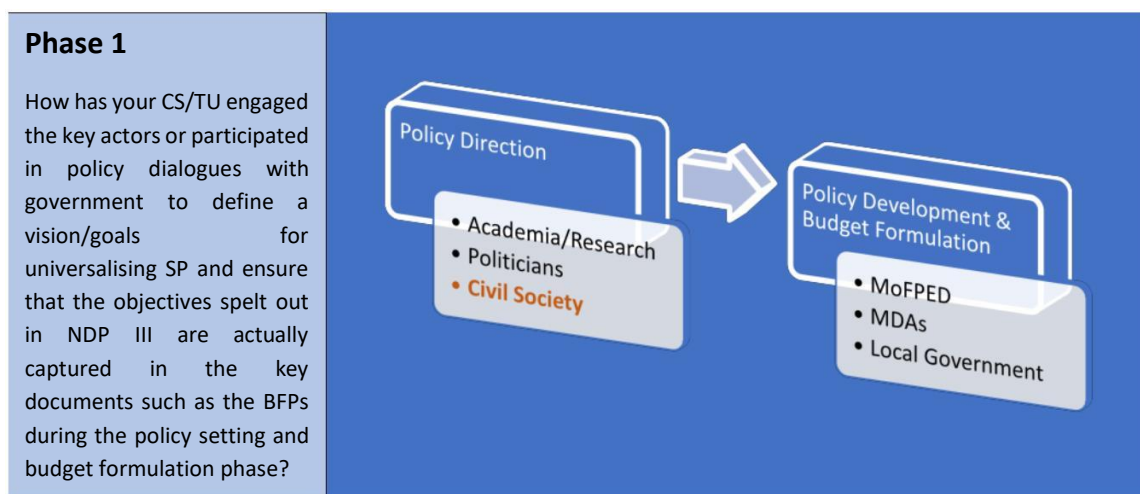 Phase 1
How has your CS/TU engaged
the key actors or participated
in policy dialogues with
government to define a
vision/goals for
universalising SP and ensure
that the objectives spelt out
in NDP III are actually
captured in the key
documents such as the BFPs
during the policy setting and
budget formulation phase?
Policy Direction
• Academia/Research
• Politicians
• Civil Society
Policy Development &
Budget Formulation
• MoFPED
• MDAs
• Local Government